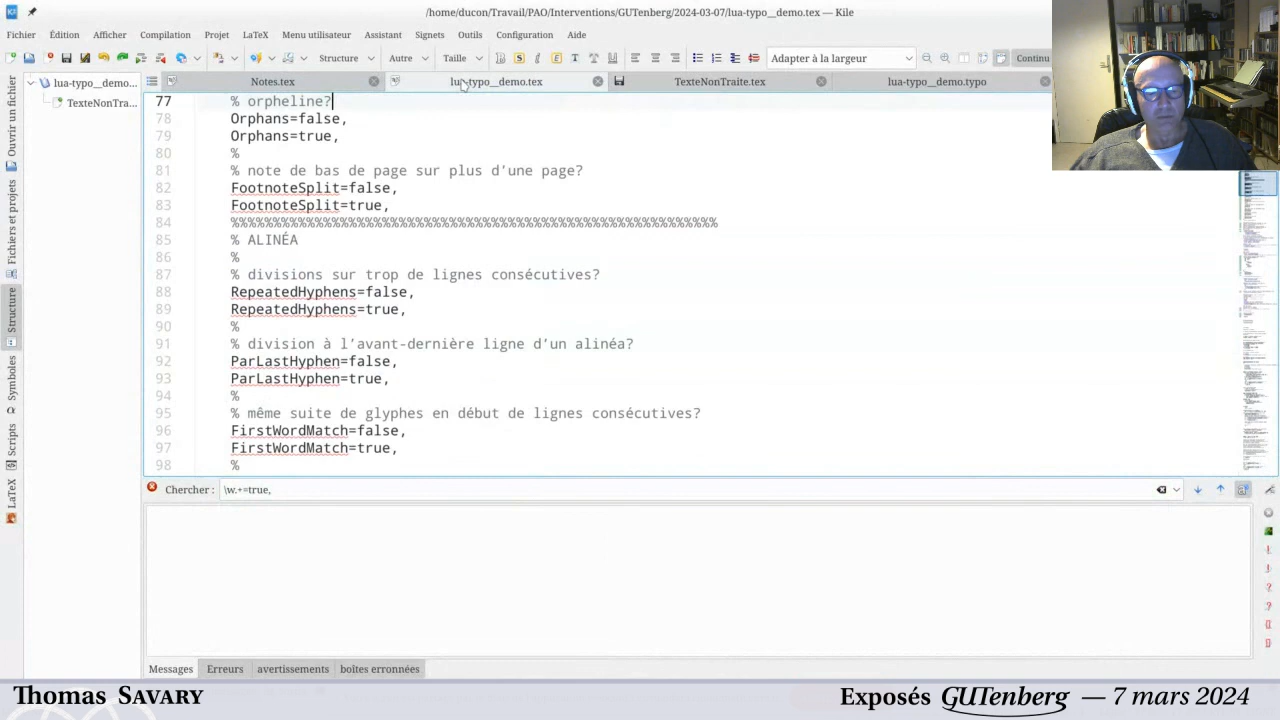 /home/ducon/Travail/PAO/Interventions/GUTenberg/2024-03-07/lua-typo_demo.tex — Kile
Fichier Édition Afficher Compilation Projet LaTeX Menu utilisateur Assistant Signets Outils Configuration Aide
Structure Autre Taille Adapter à la largeur Continu
lua-typo_demo...
TexteNonTrai...
Notes.tex lua-typo_demo.tex TexteNonTraite.tex lua-typo_demo.typo
77 % orpheline?
78 Orphans=false,
79 Orphans=true,
80 %
81 % note de bas de page sur plus d’une page?
82 FootnoteSplit=false,
83 FootnoteSplit=true,
84 %%%%%%%%%%%%%%%%%%%%%%%%%%%%%%%%%%%%%%%%%%%%%%%%%%%%%%%%
85 % ALINÉA
86 %
87 % divisions sur trop de lignes consécutives?
88 RepeatedHyphens=false,
89 RepeatedHyphens=true,
90 %
91 % division à l'avant-dernière ligne d'un alinéa?
92 ParLastHyphen=false,
93 ParLastHyphen=true,
94 %
95 % même suite de glyphes au début de lignes consécutives?
96 FirstWordMatch=false,
97 FirstWordMatch=true,
98 %
Chercher : \w.+=true,
Messages Erreurs avertissements boîtes erronnées
Thomas SAVARY
Exposés GUTenberg — 7 mars 2024